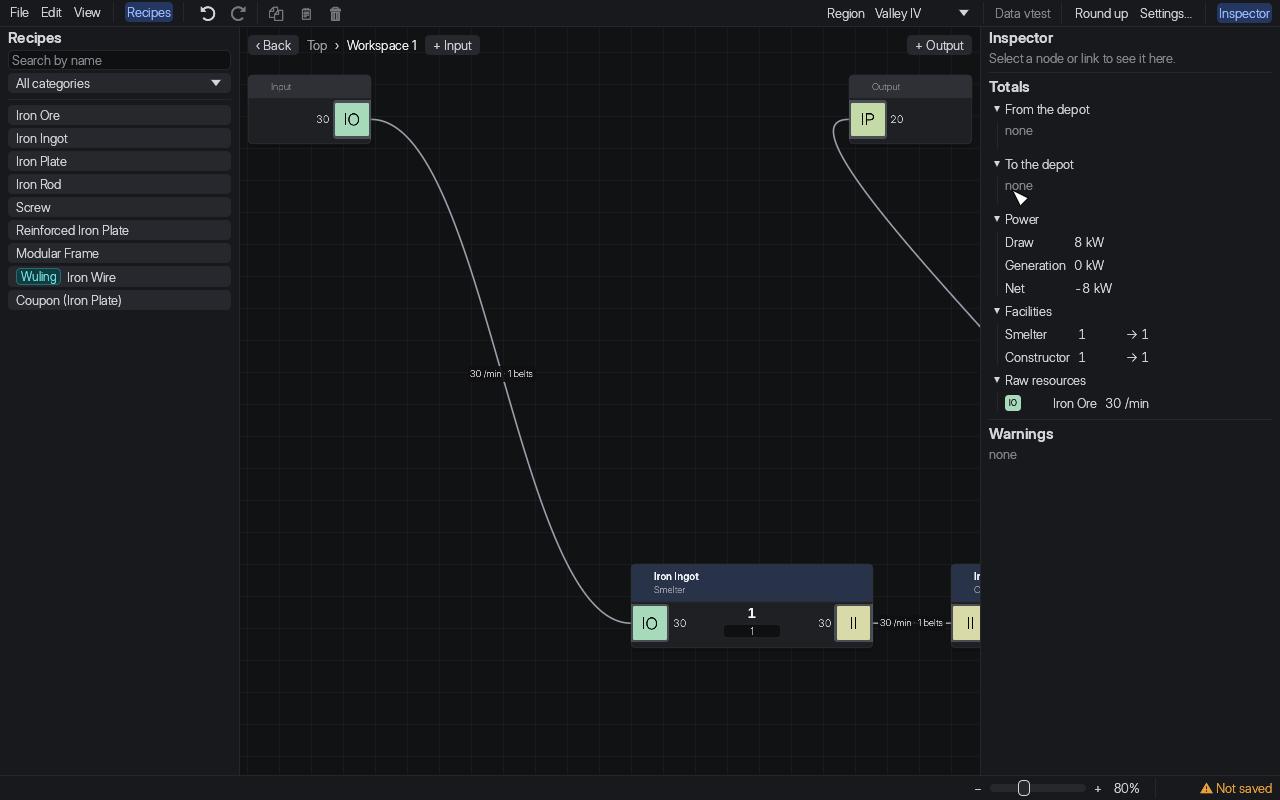 File Edit View Recipes Region Valley IV Data vtest Round up Settings... Inspector
Recipes
Search by name
All categories
Iron Ore
Iron Ingot
Iron Plate
Iron Rod
Screw
Reinforced Iron Plate
Modular Frame
Wuling Iron Wire
Coupon (Iron Plate)
‹ Back Top › Workspace 1 + Input + Output
Input
30 IO
Output
IP 20
30 /min · 1 belts
Iron Ingot
Smelter
IO 30 1 30 II
1
30 /min · 1 belts
II
Inspector
Select a node or link to see it here.
Totals
From the depot
none
To the depot
none
Power
Draw 8 kW
Generation 0 kW
Net -8 kW
Facilities
Smelter 1 → 1
Constructor 1 → 1
Raw resources
IO Iron Ore 30 /min
Warnings
none
− + 80% Not saved